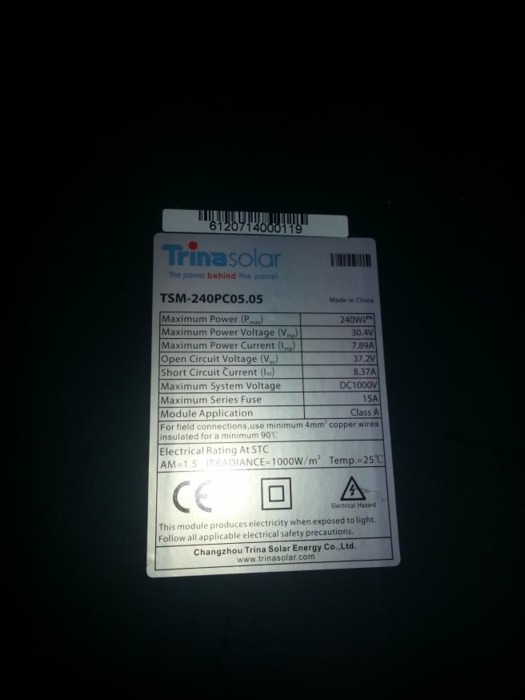 6120714000119
Trinasolar
The power behind the panel
TSM-240PC05.05
Made in China
Maximum Power (Pmax) 240W
Maximum Power Voltage (Vmp) 30.4V
Maximum Power Current (Imp) 7.89A
Open Circuit Voltage (Voc) 37.2V
Short Circuit Current (Isc) 8.37A
Maximum System Voltage DC1000V
Maximum Series Fuse 15A
Module Application Class A
For field connections,use minimum 4mm² copper wires
insulated for a minimum 90℃
Electrical Rating At STC
AM=1.5 IRRADIANCE=1000W/m² Temp.=25℃
CE
Electrical Hazard
This module produces electricity when exposed to light.
Follow all applicable electrical safety precautions.
Changzhou Trina Solar Energy Co.,Ltd.
www.trinasolar.com